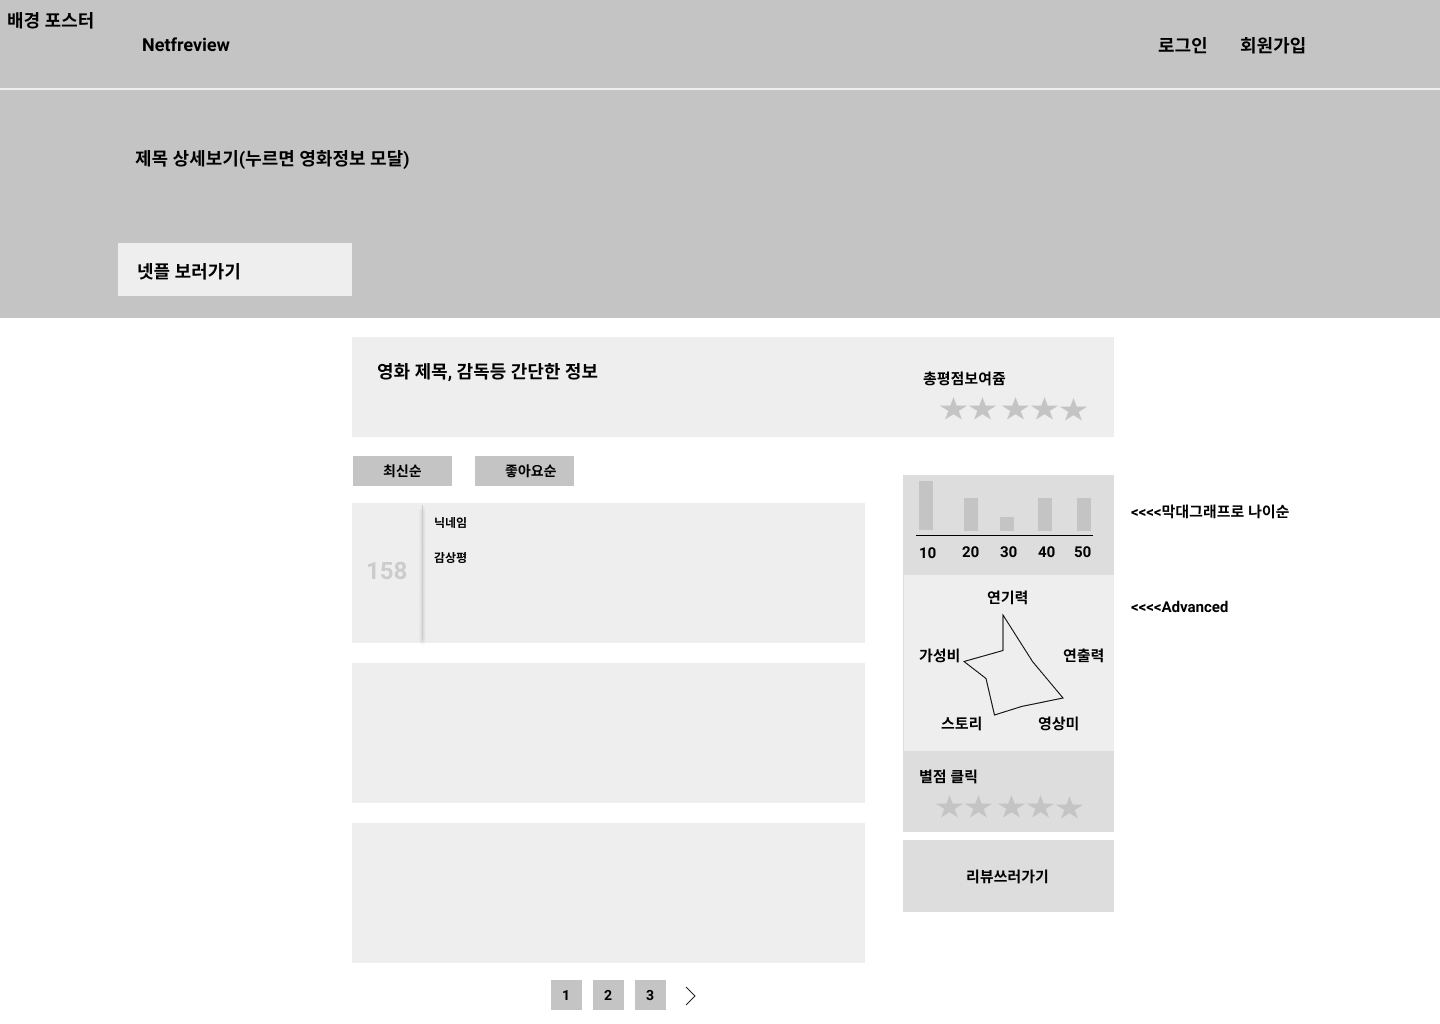 배경 포스터
Netfreview
로그인
회원가입
제목 상세보기(누르면 영화정보 모달)
넷플 보러가기
영화 제목, 감독등 간단한 정보
총평점보여쥼
최신순
좋아요순
158
닉네임
감상평
10 20 30 40 50
<<<<막대그래프로 나이순
연기력
<<<<Advanced
가성비
연출력
스토리
영상미
별점 클릭
리뷰쓰러가기
1 2 3